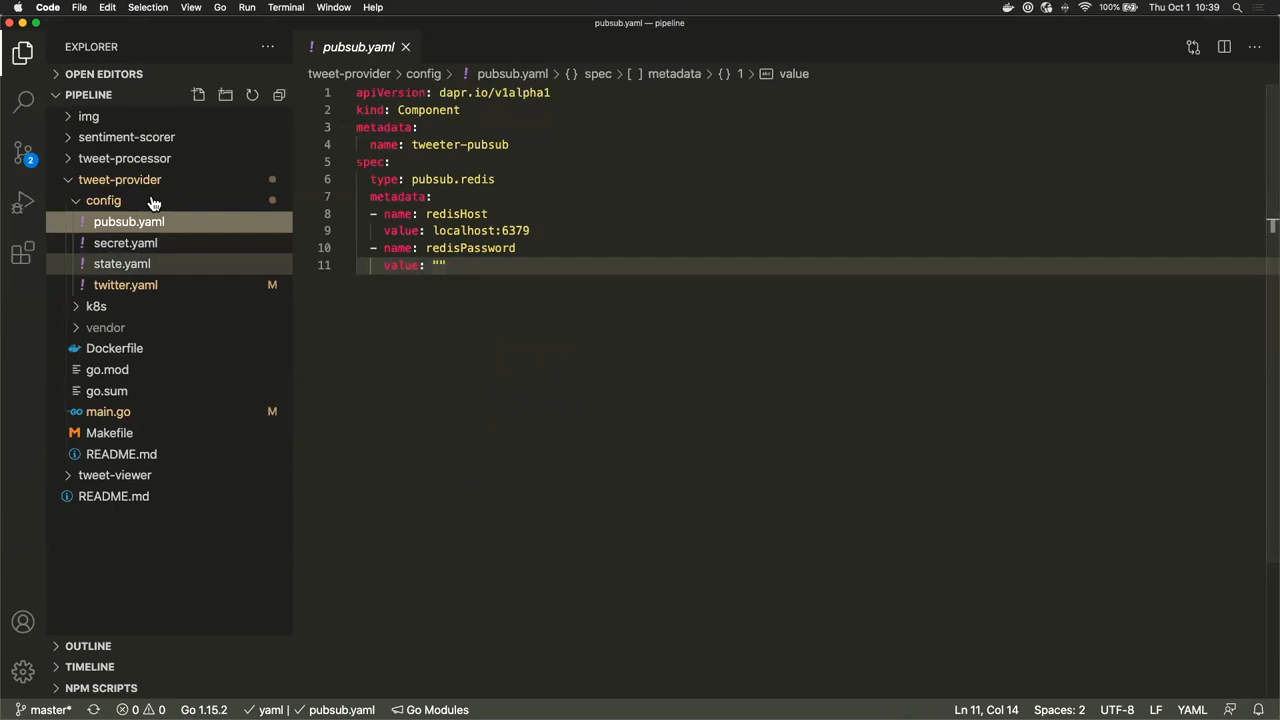 Code File Edit Selection View Go Run Terminal Window Help 100% Thu Oct 1 10:39
pubsub.yaml — pipeline
EXPLORER
OPEN EDITORS
PIPELINE
img
sentiment-scorer
tweet-processor
tweet-provider
config
pubsub.yaml
secret.yaml
state.yaml
twitter.yaml M
k8s
vendor
Dockerfile
go.mod
go.sum
main.go M
Makefile
README.md
tweet-viewer
README.md
OUTLINE
TIMELINE
NPM SCRIPTS
2
pubsub.yaml
tweet-provider > config > pubsub.yaml > {} spec > [ ] metadata > {} 1 > value
1 apiVersion: dapr.io/v1alpha1
2 kind: Component
3 metadata:
4 name: tweeter-pubsub
5 spec:
6 type: pubsub.redis
7 metadata:
8 - name: redisHost
9 value: localhost:6379
10 - name: redisPassword
11 value: ""
master* 0 0 Go 1.15.2 yaml | pubsub.yaml Go Modules Ln 11, Col 14 Spaces: 2 UTF-8 LF YAML